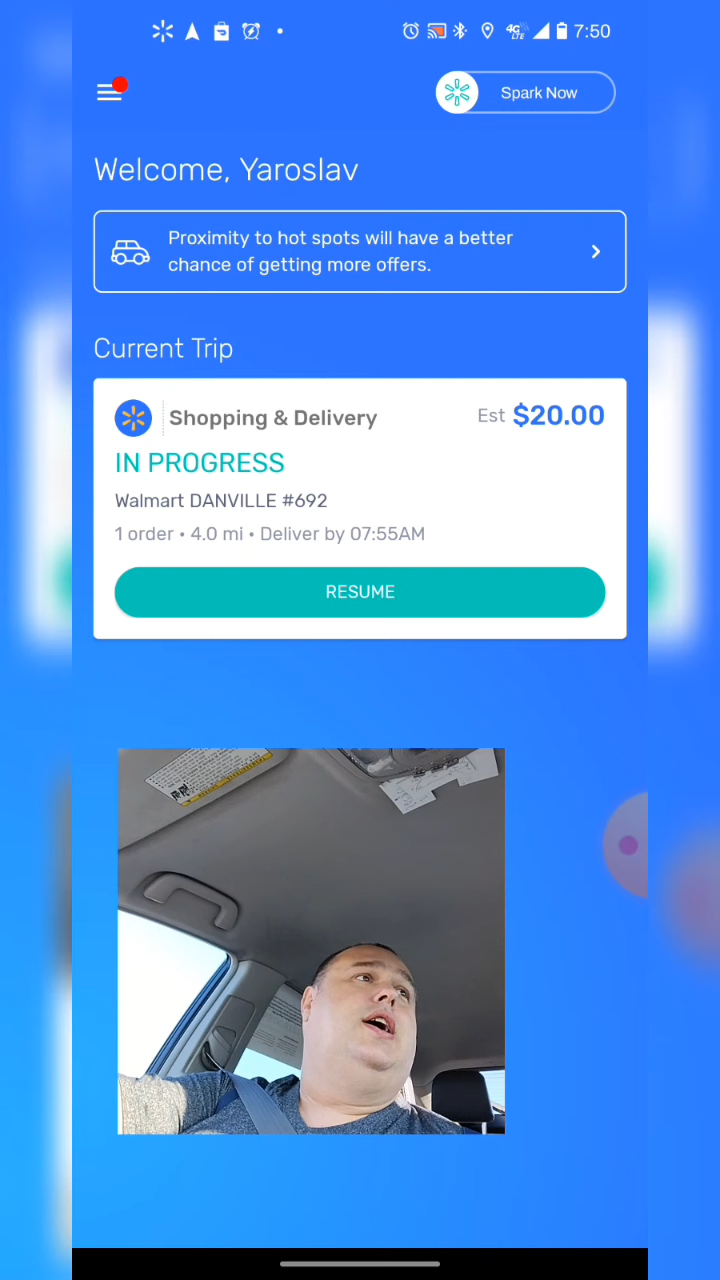 7:50
4G
LTE
Spark Now
Welcome, Yaroslav
Proximity to hot spots will have a better
chance of getting more offers.
Current Trip
Shopping & Delivery
Est $20.00
IN PROGRESS
Walmart DANVILLE #692
1 order • 4.0 mi • Deliver by 07:55AM
RESUME